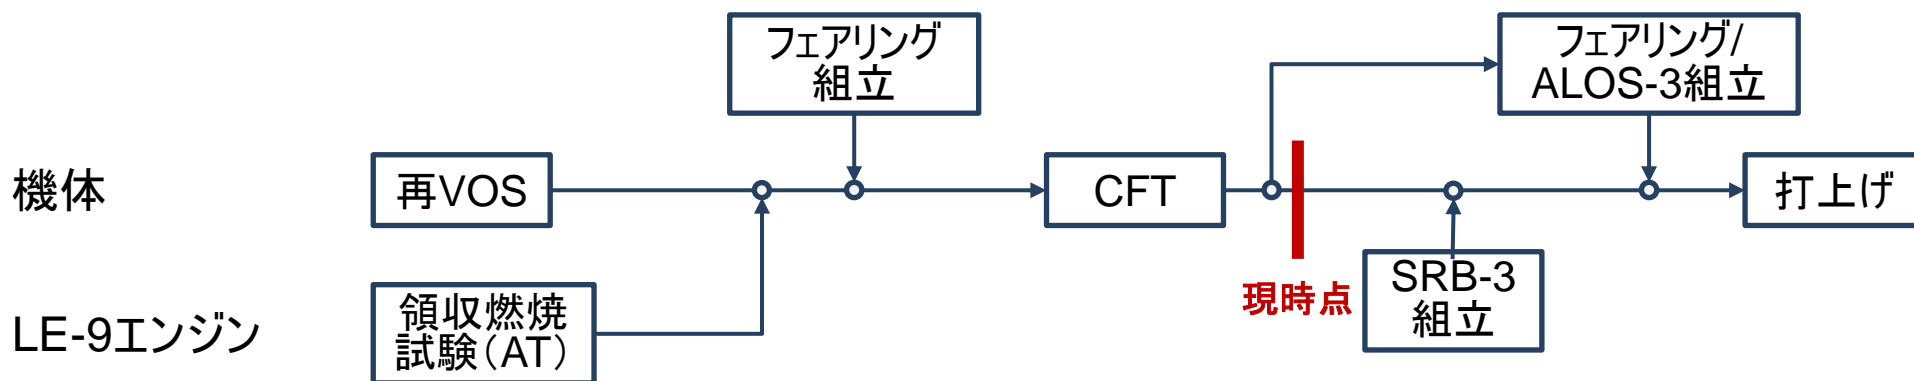 フェアリング
組立
フェアリング/
ALOS-3組立
機体
再VOS
CFT
打上げ
現時点
SRB-3
組立
LE-9エンジン
領収燃焼
試験(AT)